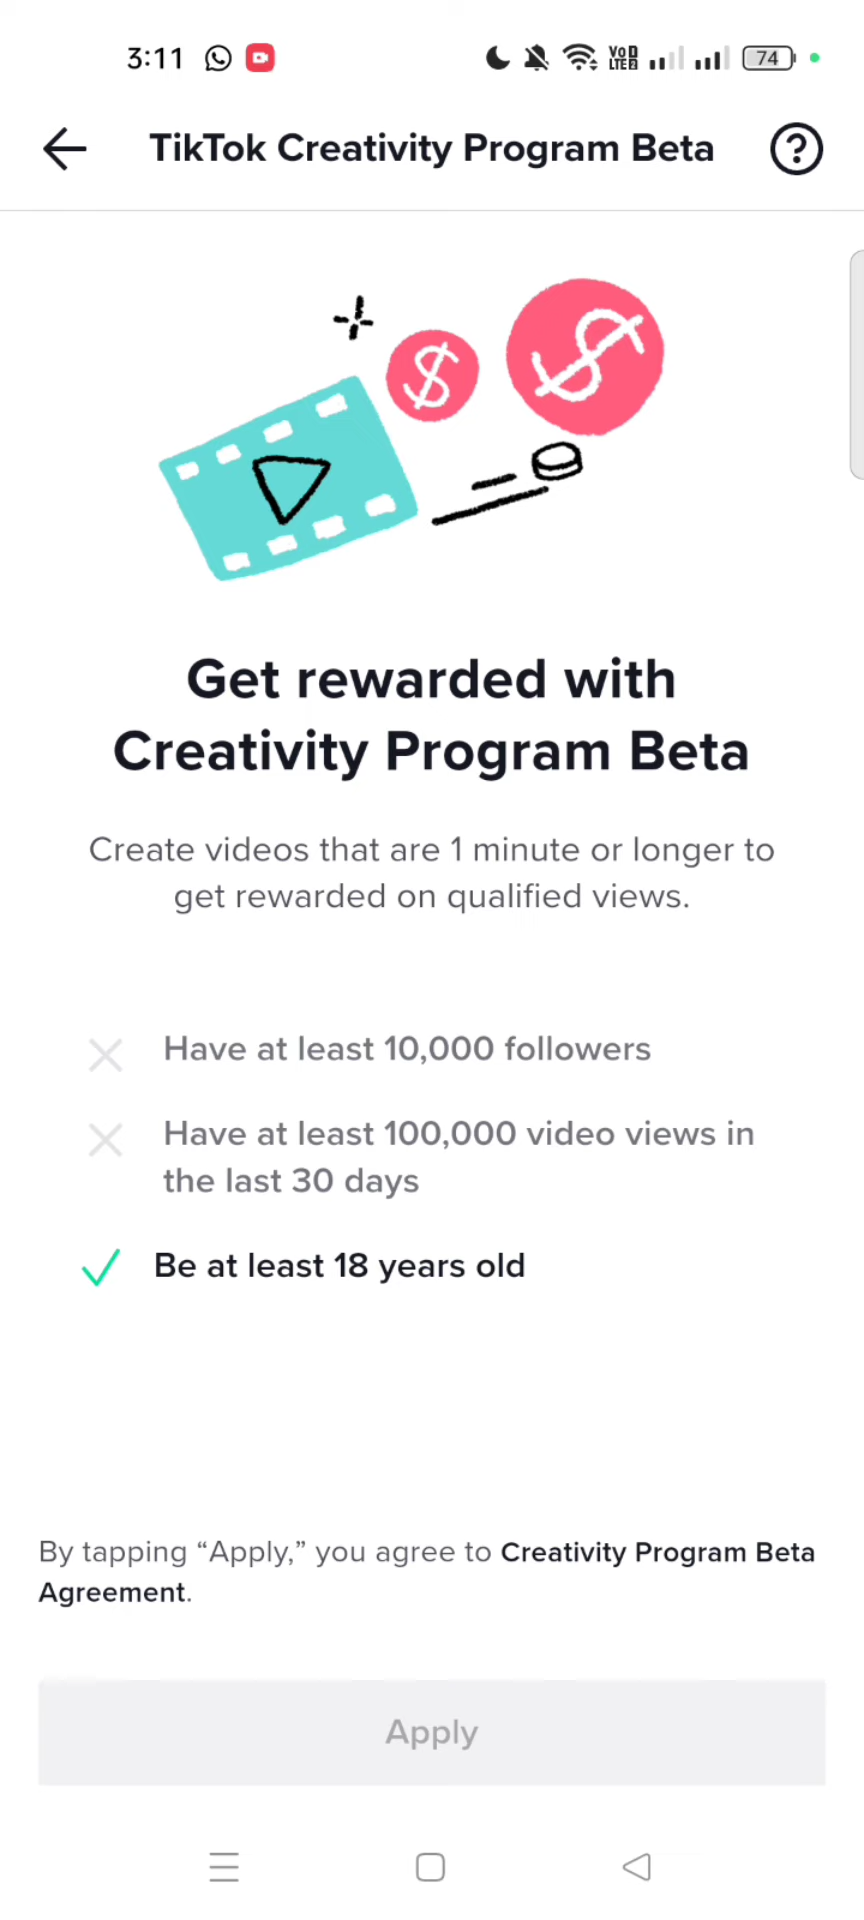 3:11
VoD
LTE2
74
TikTok Creativity Program Beta
?
$
$
Get rewarded with
Creativity Program Beta
Create videos that are 1 minute or longer to
get rewarded on qualified views.
Have at least 10,000 followers
Have at least 100,000 video views in
the last 30 days
Be at least 18 years old
By tapping “Apply,” you agree to Creativity Program Beta
Agreement.
Apply